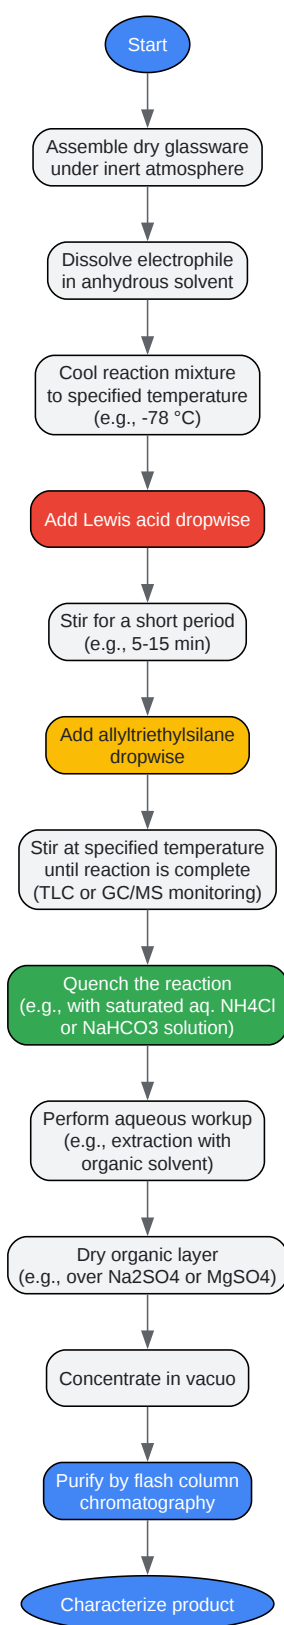 Start
Assemble dry glassware
under inert atmosphere
Dissolve electrophile
in anhydrous solvent
Cool reaction mixture
to specified temperature
(e.g., -78 °C)
Add Lewis acid dropwise
Stir for a short period
(e.g., 5-15 min)
Add allyltriethylsilane
dropwise
Stir at specified temperature
until reaction is complete
(TLC or GC/MS monitoring)
Quench the reaction
(e.g., with saturated aq. NH4Cl
or NaHCO3 solution)
Perform aqueous workup
(e.g., extraction with
organic solvent)
Dry organic layer
(e.g., over Na2SO4 or MgSO4)
Concentrate in vacuo
Purify by flash column
chromatography
Characterize product